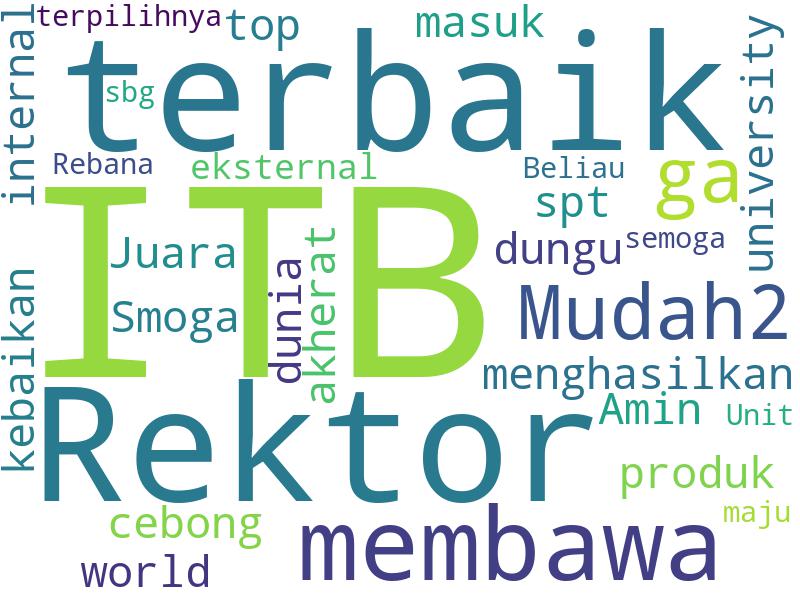 terpilihnya
top
masuk
internal
terbaik
university
sbg
Rebana
eksternal
Beliau
ga
spt
ITB
Juara
dungu
semoga
dunia
akherat
Smoga
Mudah2
kebaikan
menghasilkan
Rektor
Amin
Unit
produk
cebong
membawa
maju
world